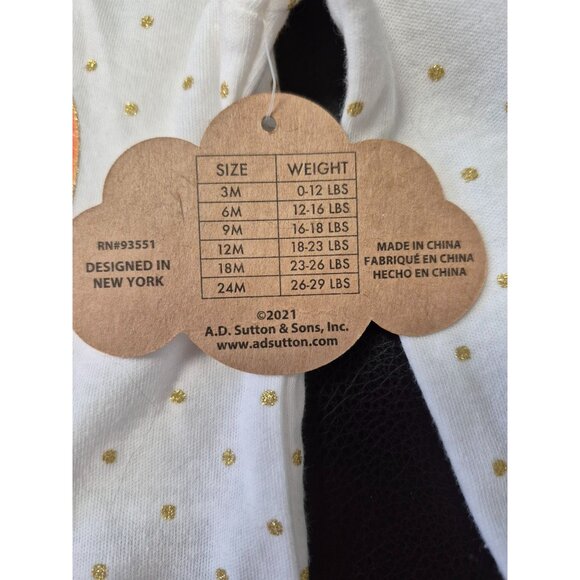 SIZE WEIGHT
3M 0-12 LBS
6M 12-16 LBS
9M 16-18 LBS
12M 18-23 LBS
18M 23-26 LBS
24M 26-29 LBS
RN#93551
DESIGNED IN
NEW YORK
MADE IN CHINA
FABRIQUÉ EN CHINA
HECHO EN CHINA
©2021
A.D. Sutton & Sons, Inc.
www.adsutton.com